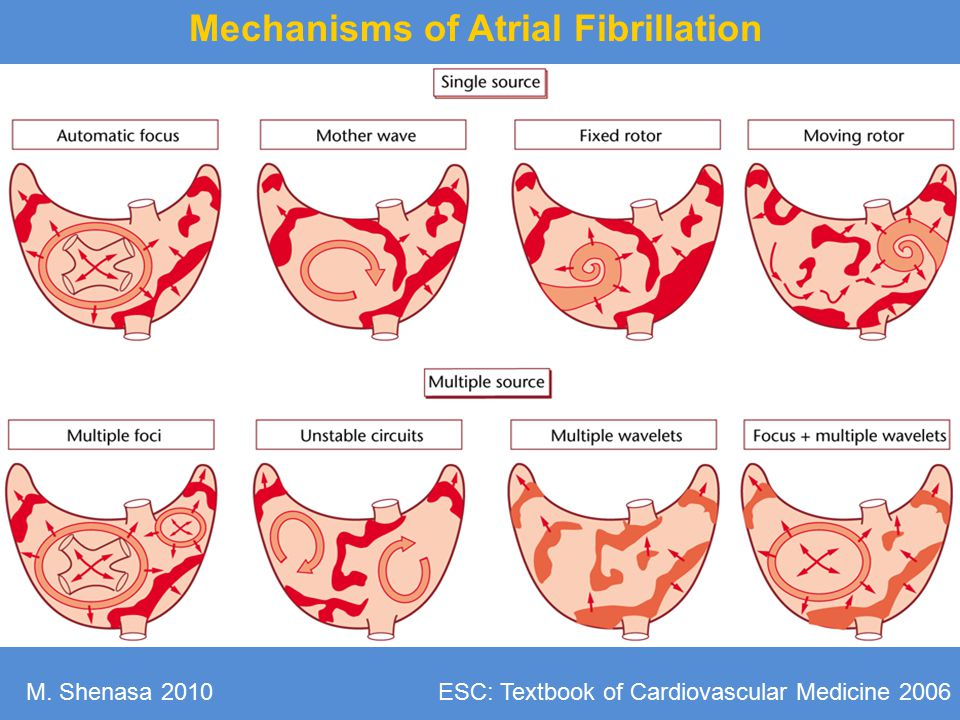 Mechanisms of Atrial Fibrillation
Single source
Automatic focus
Mother wave
Fixed rotor
Moving rotor
Multiple source
Multiple foci
Unstable circuits
Multiple wavelets
Focus + multiple wavelets
M. Shenasa 2010
ESC: Textbook of Cardiovascular Medicine 2006